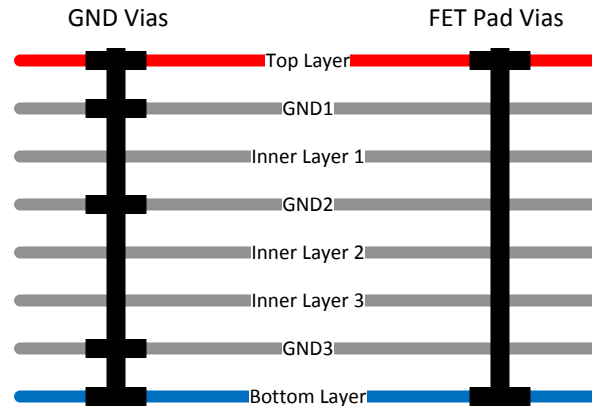 GND Vias
FET Pad Vias
Top Layer
GND1
Inner Layer 1
GND2
Inner Layer 2
Inner Layer 3
GND3
Bottom Layer